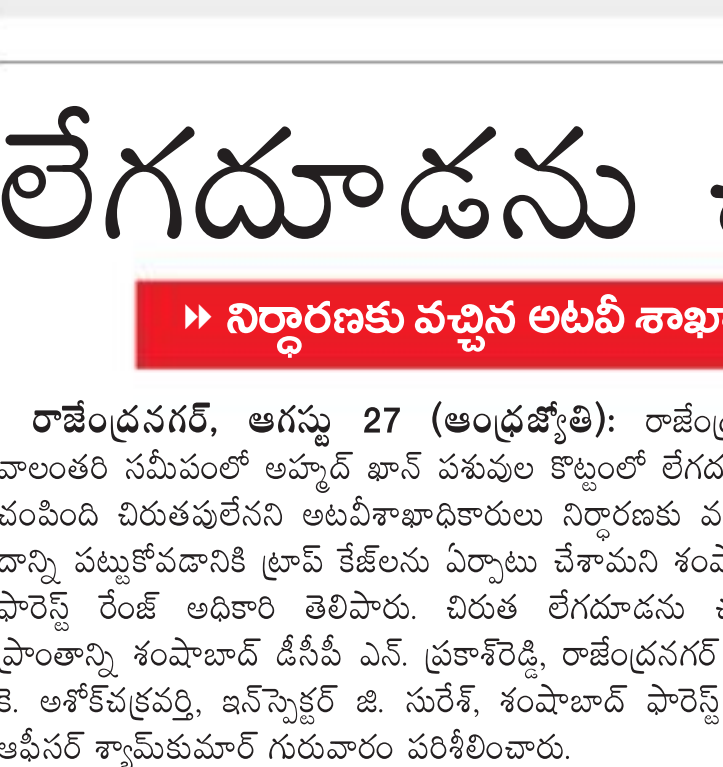 లేగదూడను
నిర్ధారణకు వచ్చిన అటవీ శాఖా
రాజేంద్రనగర్, ఆగస్టు 27 (ఆంధ్రజ్యోతి): రాజేంద్ర
వాలంతరి సమీపంలో అహ్మద్ ఖాన్ పశువుల కొట్టంలో లేగదూ
చంపింది చిరుతపులేనని అటవీశాఖాధికారులు నిర్ధారణకు వ
దాన్ని పట్టుకోవడానికి ట్రాప్ కేజ్‌లను ఏర్పాటు చేశామని శంషా
ఫారెస్ట్ రేంజ్ అధికారి తెలిపారు. చిరుత లేగదూడను
ప్రాంతాన్ని శంషాబాద్ డీసీపీ ఎన్. ప్రకాశ్‌రెడ్డి, రాజేంద్రనగర్
కె. అశోక్‌చక్రవర్తి, ఇన్‌స్పెక్టర్ జి. సురేశ్, శంషాబాద్ ఫారెస్ట్
ఆఫీసర్ శ్యామ్‌కుమార్ గురువారం పరిశీలించారు.